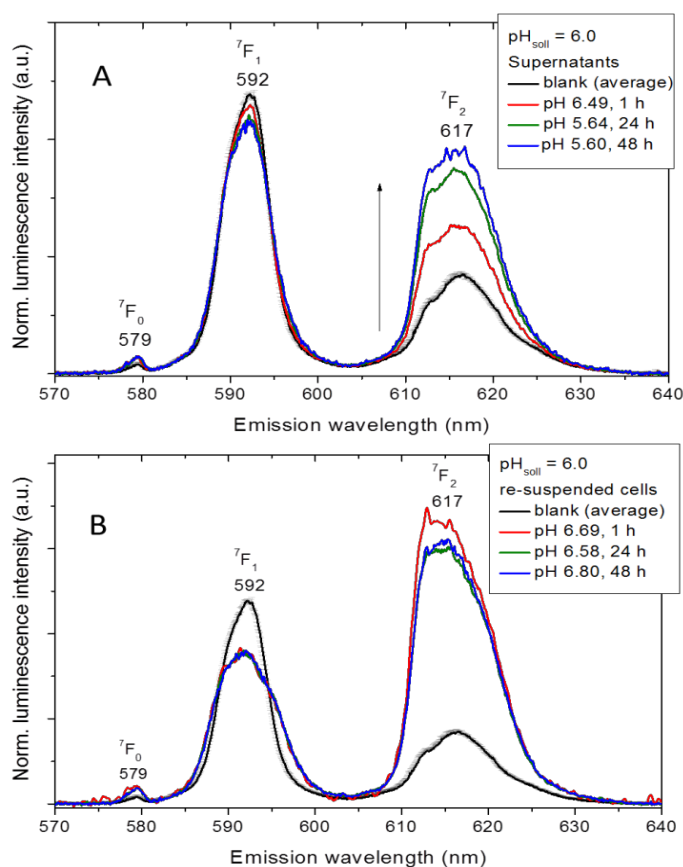 A
⁷F₀
579
⁷F₁
592
⁷F₂
617
pHsoll = 6.0
Supernatants
blank (average)
pH 6.49, 1 h
pH 5.64, 24 h
pH 5.60, 48 h
Norm. luminescence intensity (a.u.)
570 580 590 600 610 620 630 640
Emission wavelength (nm)
B
⁷F₀
579
⁷F₁
592
⁷F₂
617
pHsoll = 6.0
re-suspended cells
blank (average)
pH 6.69, 1 h
pH 6.58, 24 h
pH 6.80, 48 h
Norm. luminescence intensity (a.u.)
570 580 590 600 610 620 630 640
Emission wavelength (nm)